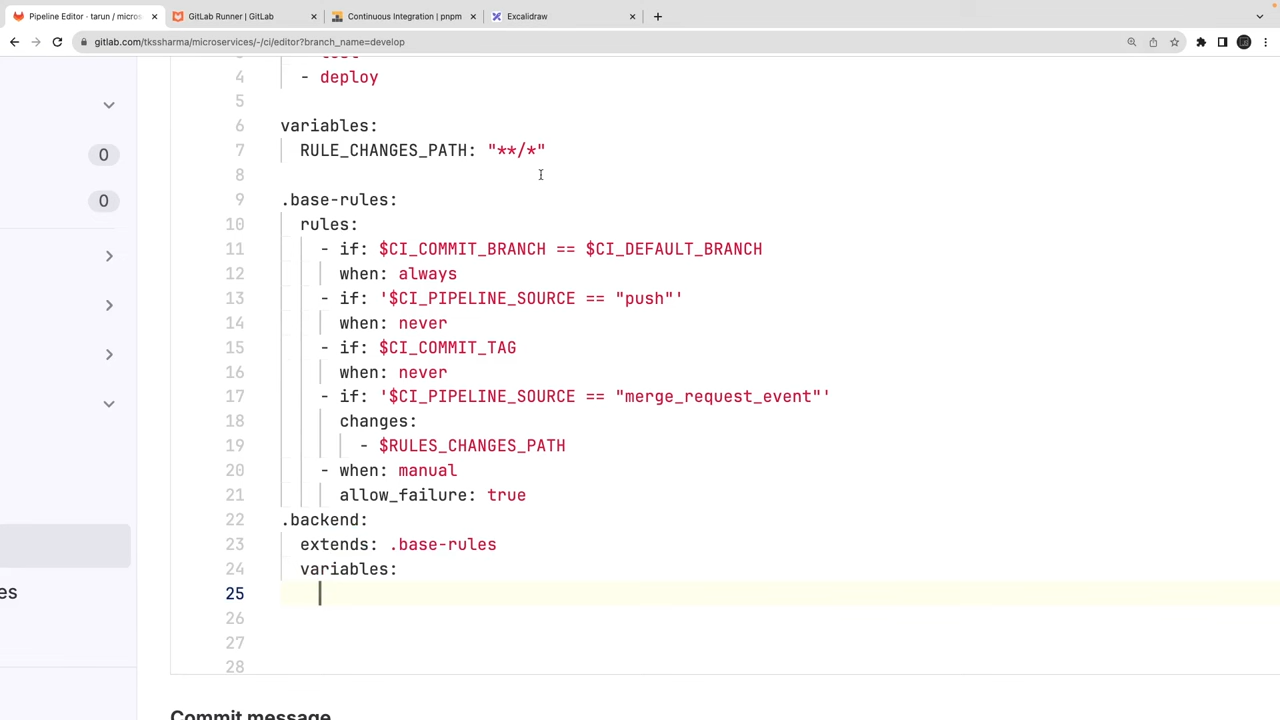 Pipeline Editor · tarun / micros
GitLab Runner | GitLab
Continuous Integration | pnpm
Excalidraw
gitlab.com/tkssharma/microservices/-/ci/editor?branch_name=develop
4 - deploy
5
6 variables:
7 RULE_CHANGES_PATH: "**/*"
8
9 .base-rules:
10 rules:
11 - if: $CI_COMMIT_BRANCH == $CI_DEFAULT_BRANCH
12 when: always
13 - if: '$CI_PIPELINE_SOURCE == "push"'
14 when: never
15 - if: $CI_COMMIT_TAG
16 when: never
17 - if: '$CI_PIPELINE_SOURCE == "merge_request_event"'
18 changes:
19 - $RULES_CHANGES_PATH
20 - when: manual
21 allow_failure: true
22 .backend:
23 extends: .base-rules
24 variables:
25
26
27
28
0
0
es
Commit message